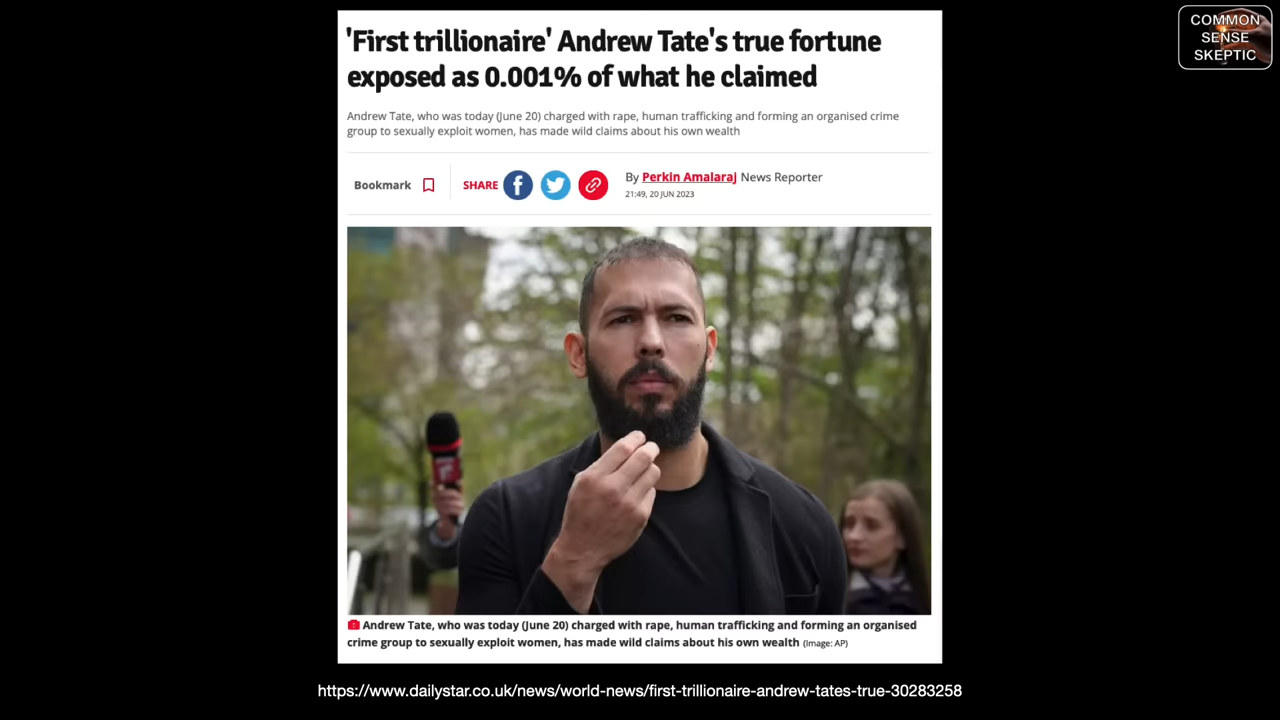 'First trillionaire' Andrew Tate's true fortune
exposed as 0.001% of what he claimed
Andrew Tate, who was today (June 20) charged with rape, human trafficking and forming an organised crime
group to sexually exploit women, has made wild claims about his own wealth
Bookmark
SHARE
By Perkin Amalaraj News Reporter
21:49, 20 JUN 2023
Andrew Tate, who was today (June 20) charged with rape, human trafficking and forming an organised
crime group to sexually exploit women, has made wild claims about his own wealth (Image: AP)
https://www.dailystar.co.uk/news/world-news/first-trillionaire-andrew-tates-true-30283258
COMMON
SENSE
SKEPTIC